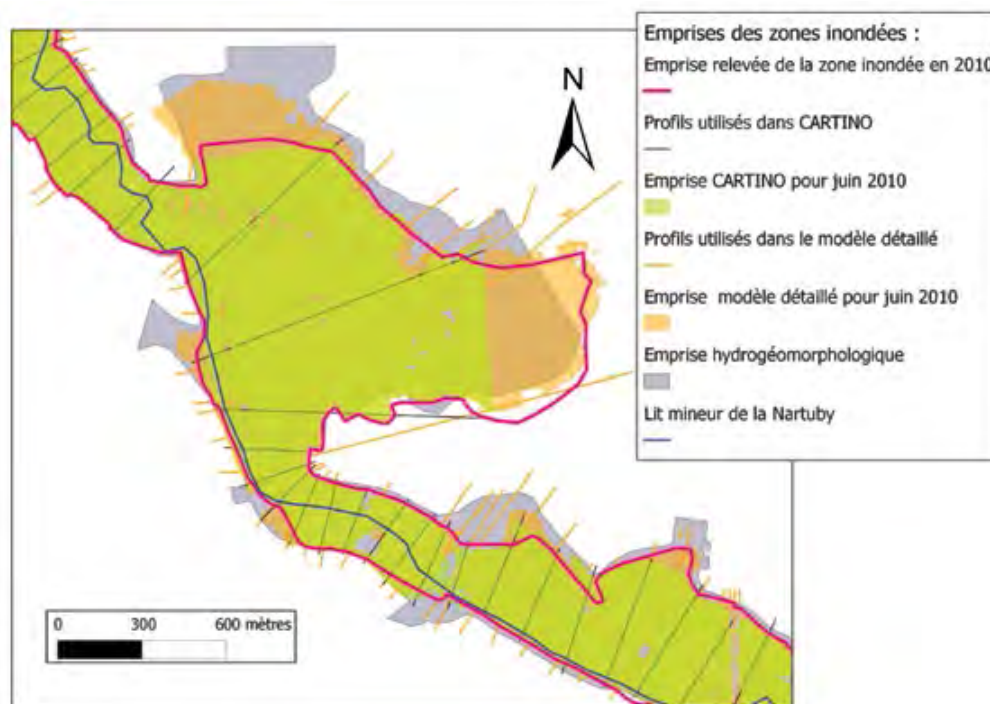 Emprises des zones inondées :
Emprise relevée de la zone inondée en 2010
Profils utilisés dans CARTINO
Emprise CARTINO pour juin 2010
Profils utilisés dans le modèle détaillé
Emprise modèle détaillé pour juin 2010
Emprise hydrogéomorphologique
Lit mineur de la Nartuby
N
0 300 600 mètres